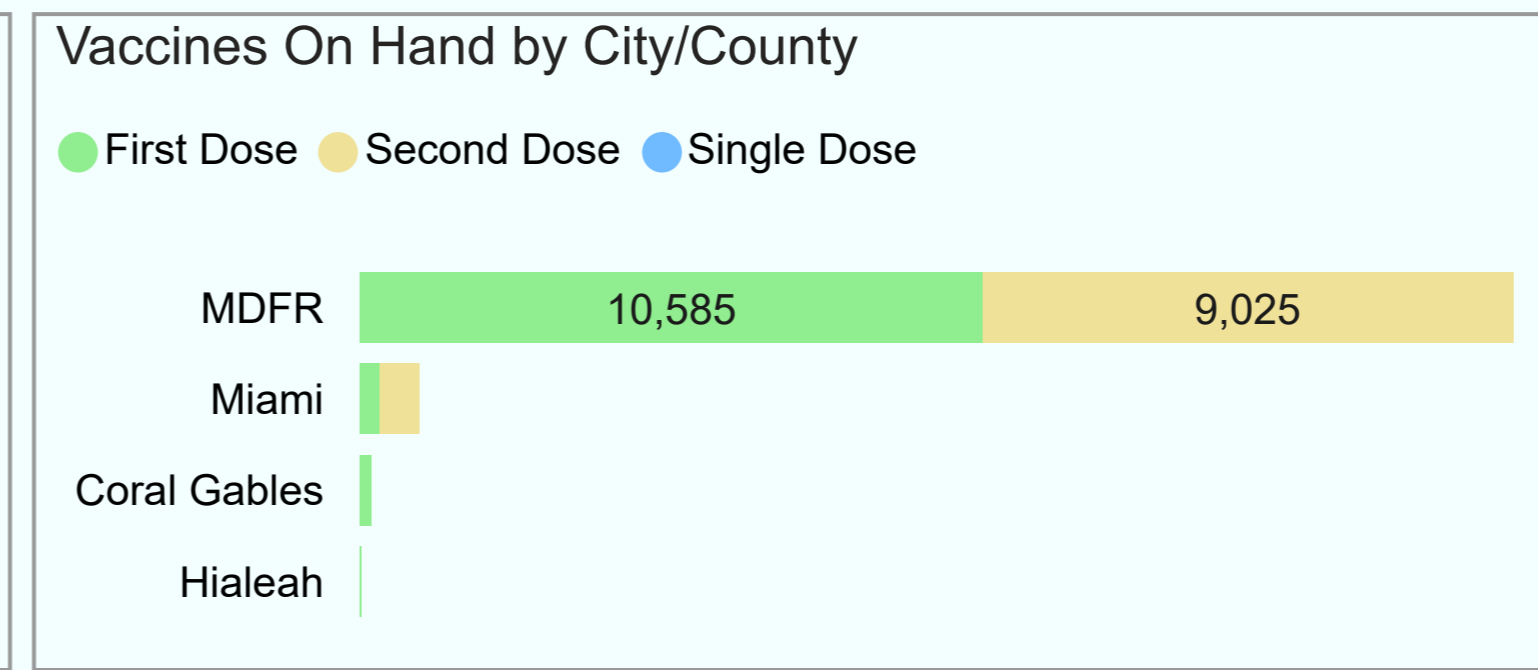 Vaccines On Hand by City/County
First Dose Second Dose Single Dose
MDFR 10,585 9,025
Miami
Coral Gables
Hialeah